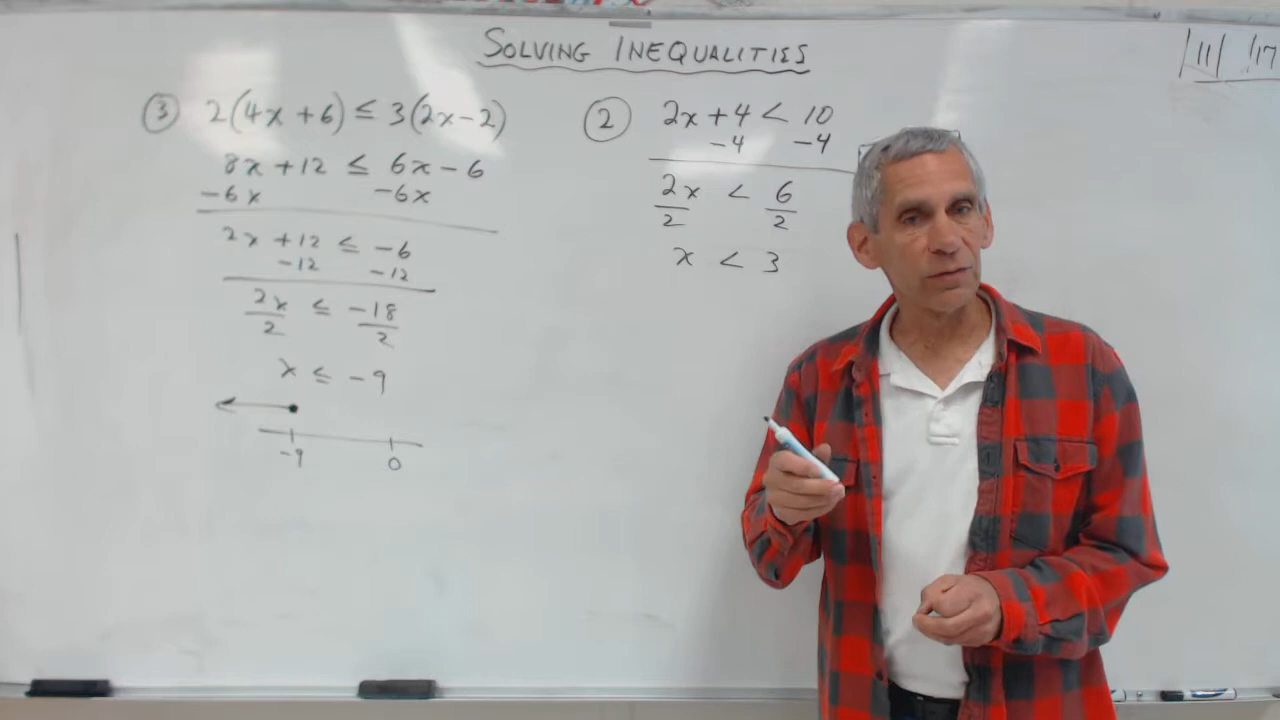 SOLVING INEQUALITIES
11 17
③ 2(4x + 6) ≤ 3(2x - 2)
8x + 12 ≤ 6x - 6
-6x -6x
2x + 12 ≤ -6
-12 -12
2x/2 ≤ -18/2
x ≤ -9
-9 0
② 2x + 4 < 10
-4 -4
2x/2 < 6/2
x < 3